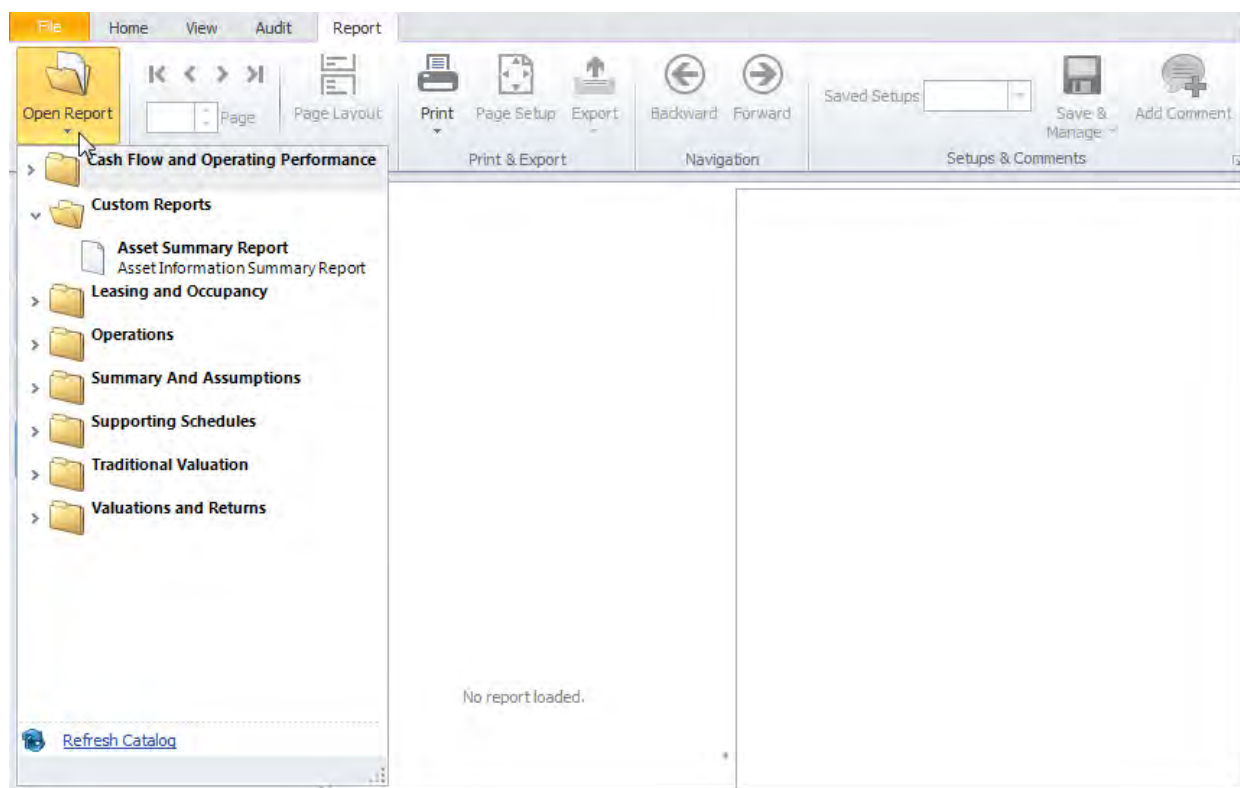 File Home View Audit Report
Open Report
Page
Page Layout
Print Page Setup Export
Backward Forward
Saved Setups
Save & Manage
Add Comment
Print & Export
Navigation
Setups & Comments
Cash Flow and Operating Performance
Custom Reports
Asset Summary Report
Asset Information Summary Report
Leasing and Occupancy
Operations
Summary And Assumptions
Supporting Schedules
Traditional Valuation
Valuations and Returns
No report loaded.
Refresh Catalog